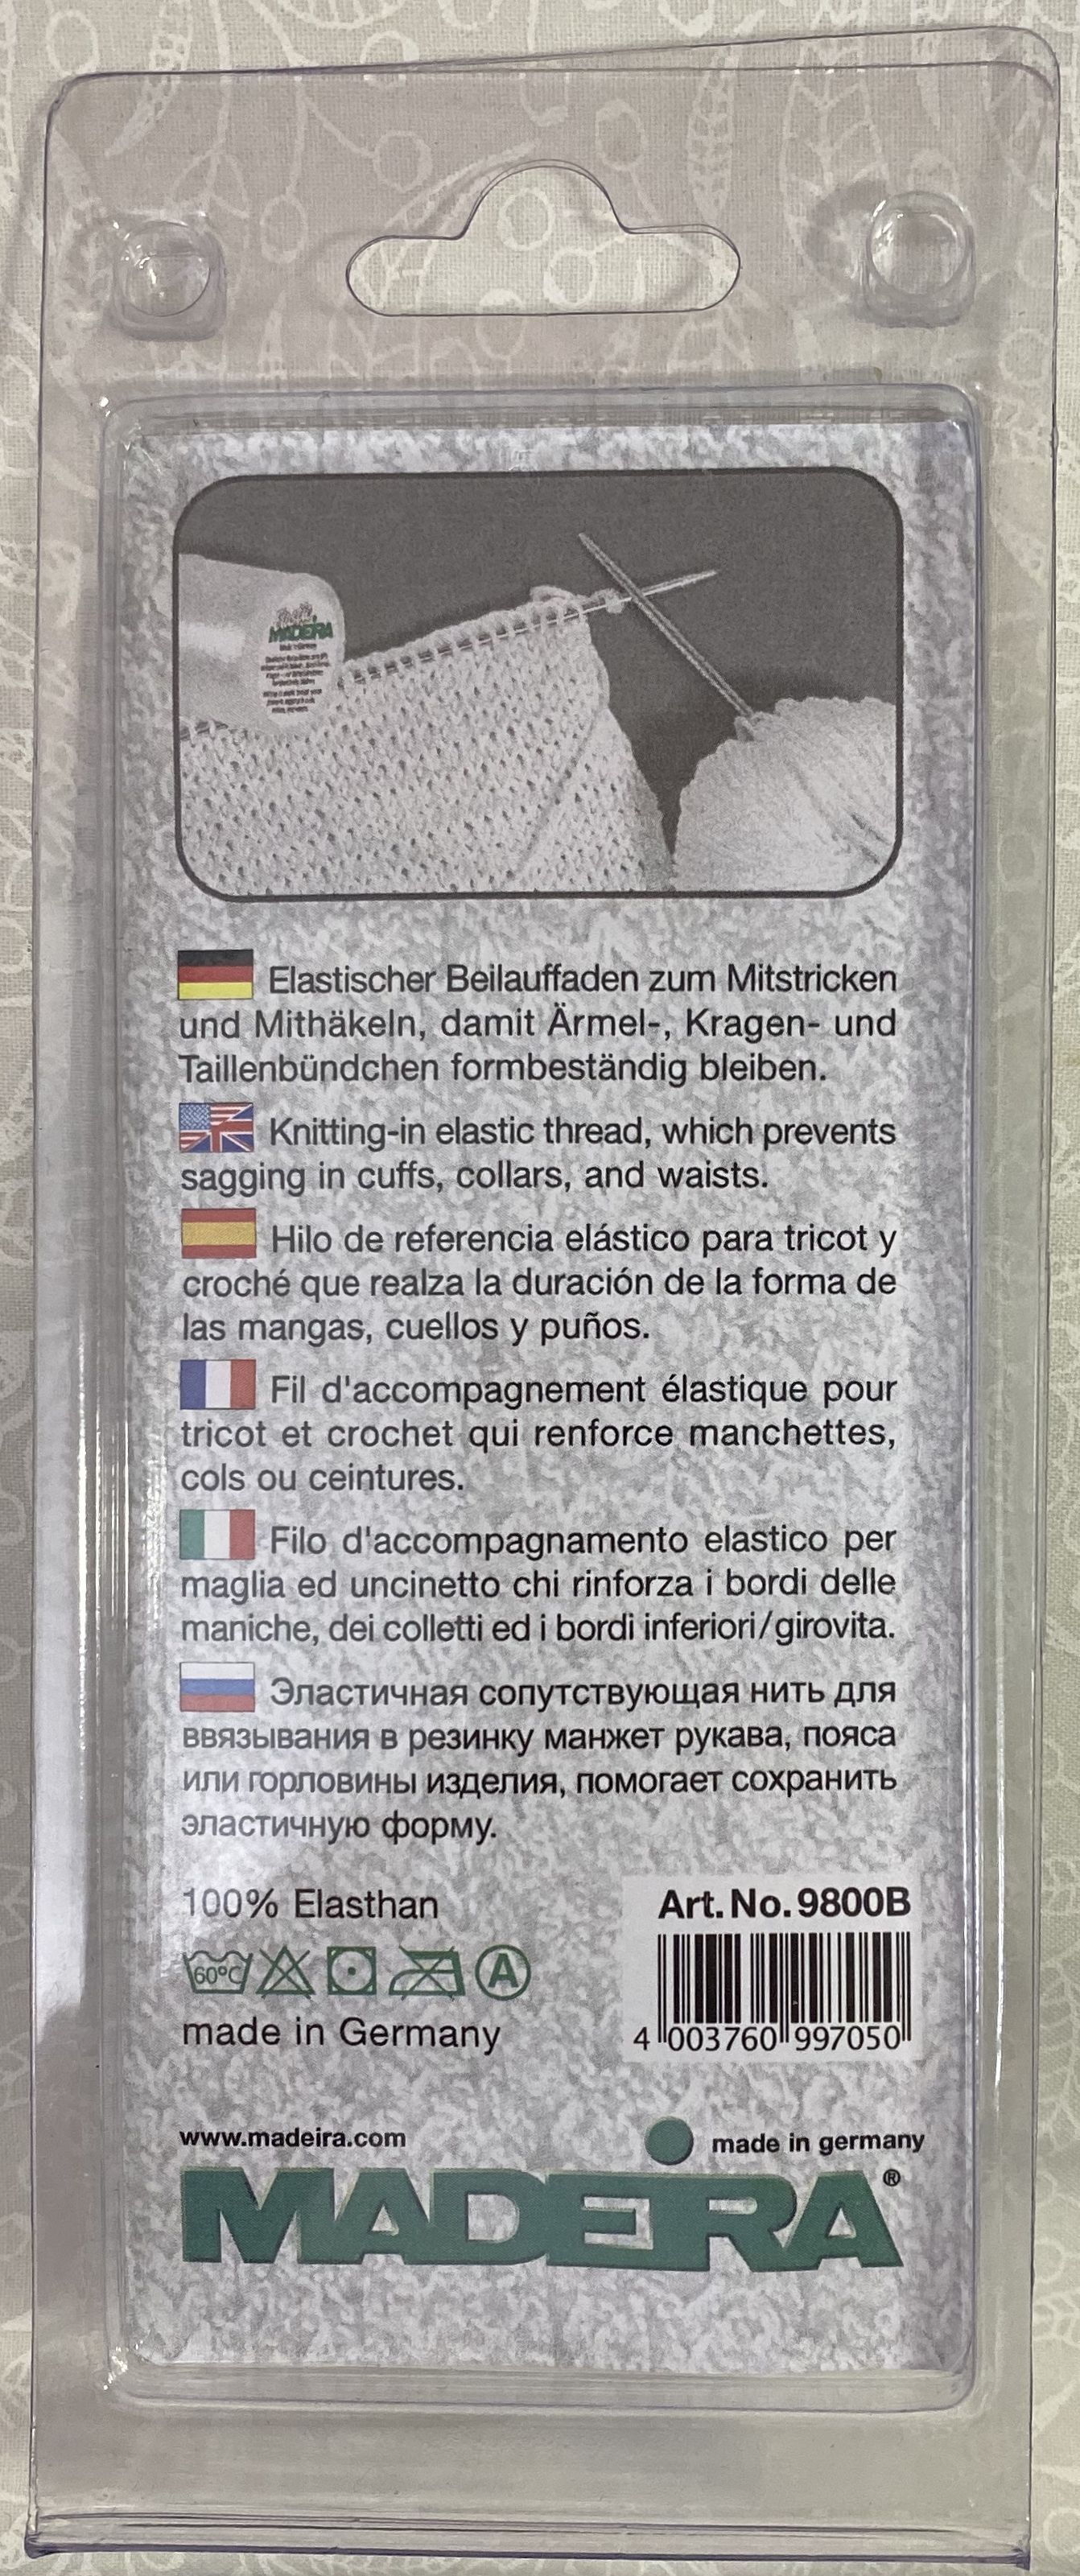 MADEIRA
Elastischer Beilauffaden zum Mitstricken
und Mithäkeln, damit Ärmel-, Kragen- und
Taillenbündchen formbeständig bleiben.
Knitting-in elastic thread, which prevents
sagging in cuffs, collars, and waists.
Hilo de referencia elástico para tricot y
croché que realza la duración de la forma de
las mangas, cuellos y puños.
Fil d'accompagnement élastique pour
tricot et crochet qui renforce manchettes,
cols ou ceintures.
Filo d'accompagnamento elastico per
maglia ed uncinetto chi rinforza i bordi delle
maniche, dei colletti ed i bordi inferiori/girovita.
Эластичная сопутствующая нить для
ввязывания в резинку манжет рукава, пояса
или горловины изделия, помогает сохранить
эластичную форму.
100% Elasthan
60°C A
made in Germany
Art. No. 9800B
4 003760 997050
www.madeira.com
made in germany
MADEIRA®